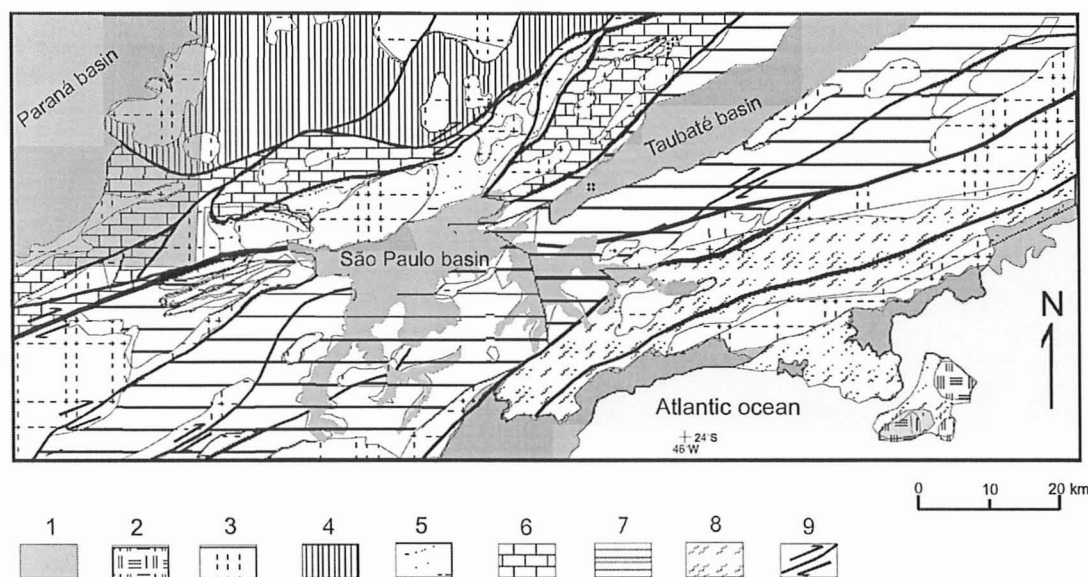 Paraná basin
Taubaté basin
São Paulo basin
N
Atlantic ocean
24°S
46°W
0 10 20 km
1 2 3 4 5 6 7 8 9